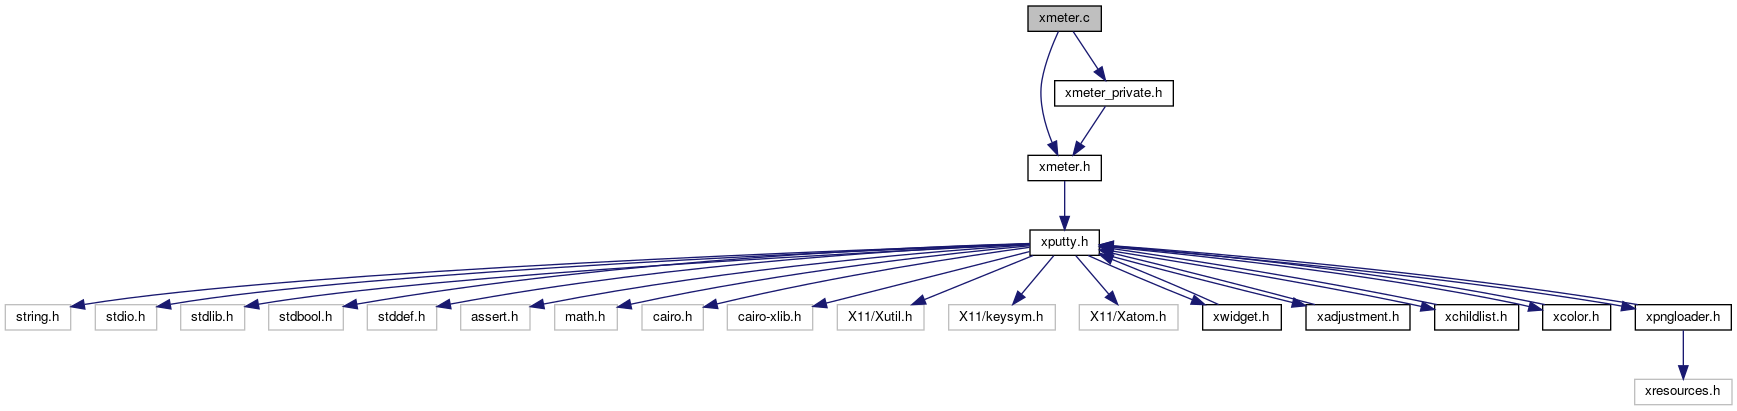 xmeter.c
xmeter_private.h
xmeter.h
xputty.h
string.h
stdio.h
stdlib.h
stdbool.h
stddef.h
assert.h
math.h
cairo.h
cairo-xlib.h
X11/Xutil.h
X11/keysym.h
X11/Xatom.h
xwidget.h
xadjustment.h
xchildlist.h
xcolor.h
xpngloader.h
xresources.h